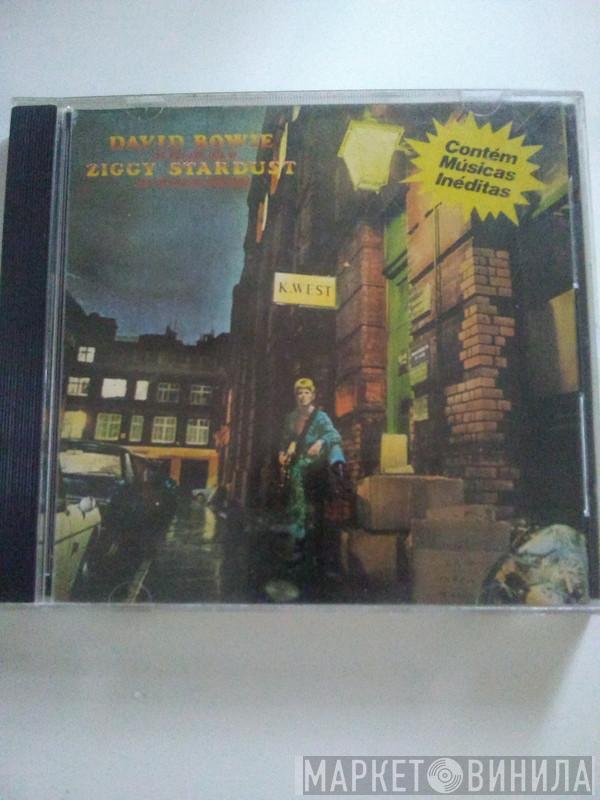 DAVID BOWIE
ZIGGY STARDUST
Contém
Músicas
Inéditas
K.WEST
МАРКЕТ ВИНИЛА